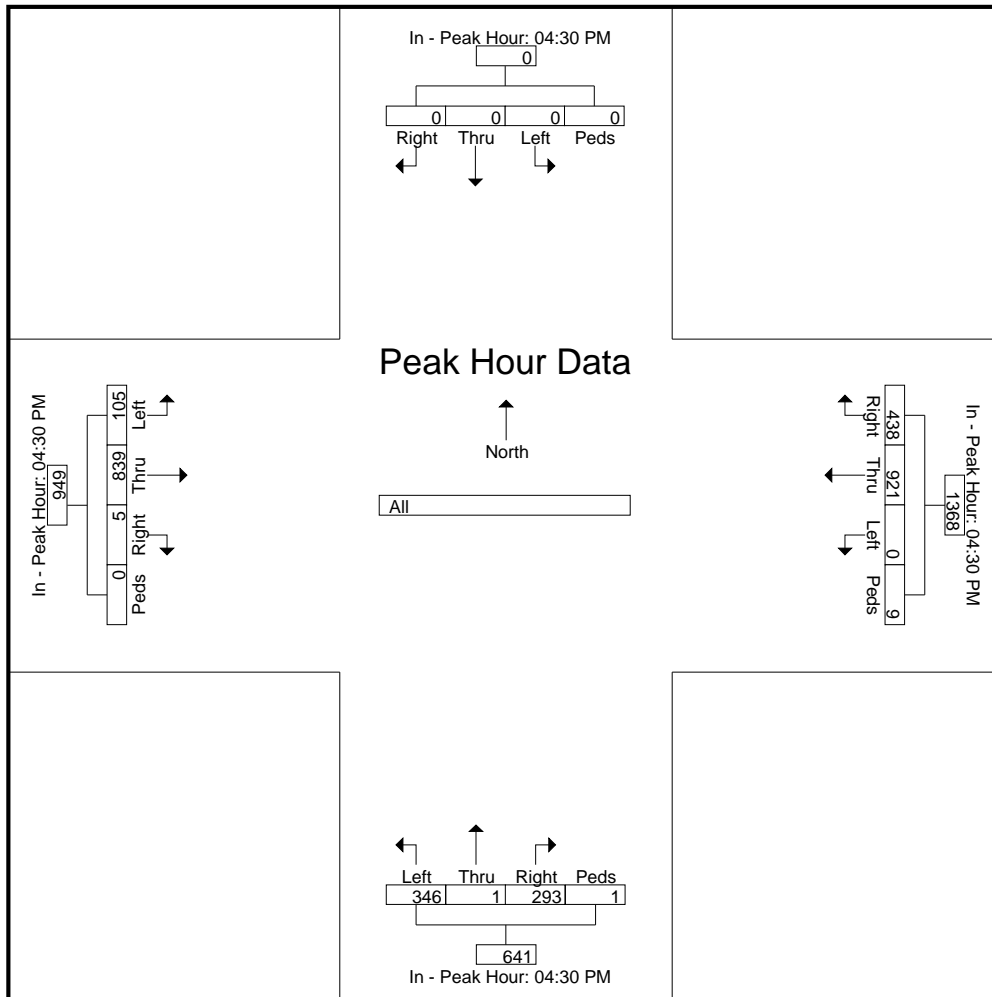 In - Peak Hour: 04:30 PM
0
0 0 0 0
Right Thru Left Peds
Peak Hour Data
North
All
In - Peak Hour: 04:30 PM
949
105 839 5 0
Left Thru Right Peds
In - Peak Hour: 04:30 PM
1368
438 921 0 9
Right Thru Left Peds
Left Thru Right Peds
346 1 293 1
641
In - Peak Hour: 04:30 PM